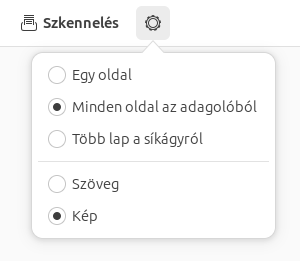 Szkennelés
Egy oldal
Minden oldal az adagolóból
Több lap a síkágyról
Szöveg
Kép